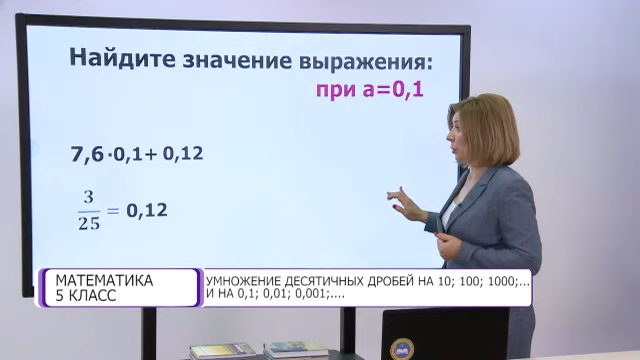 Найдите значение выражения:
при а=0,1
7,6·0,1+ 0,12
3/25 = 0,12
МАТЕМАТИКА
5 КЛАСС
УМНОЖЕНИЕ ДЕСЯТИЧНЫХ ДРОБЕЙ НА 10; 100; 1000;...
И НА 0,1; 0,01; 0,001;....